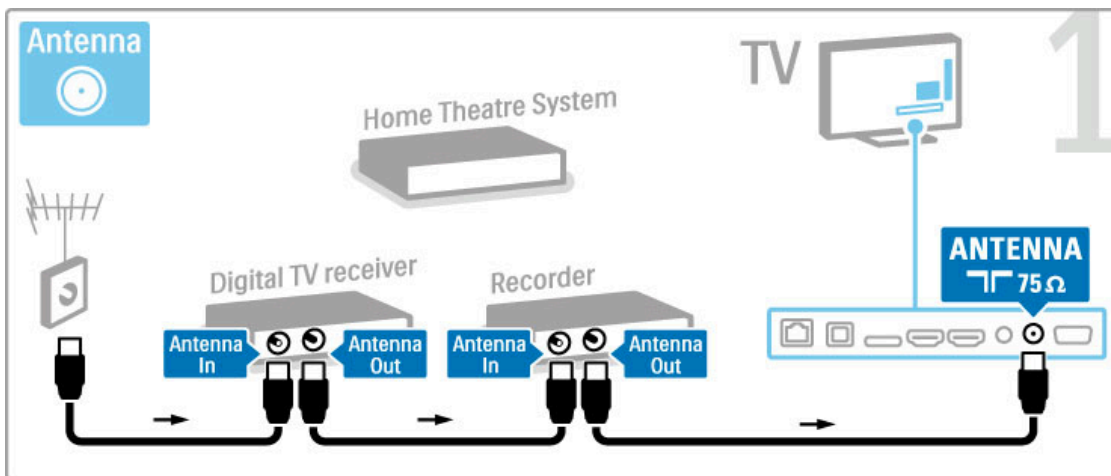 Antenna
TV
1
Home Theatre System
Digital TV receiver
Recorder
ANTENNA
75 Ω
Antenna
In
Antenna
Out
Antenna
In
Antenna
Out